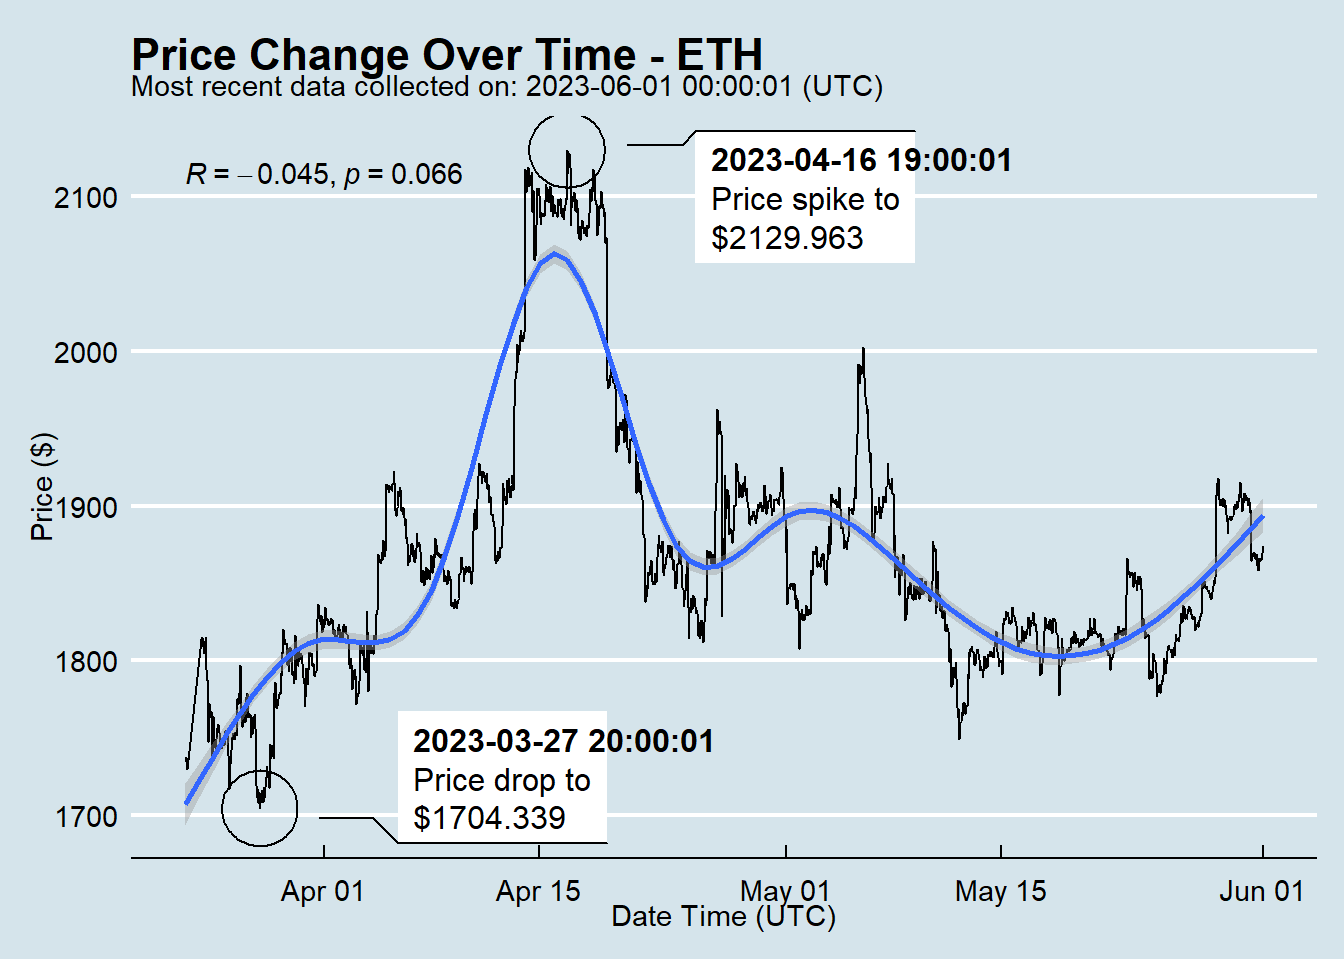 Price Change Over Time - ETH
Most recent data collected on: 2023-06-01 00:00:01 (UTC)
R = −0.045, p = 0.066
2023-04-16 19:00:01
Price spike to
$2129.963
2100
2000
1900
1800
1700
Price ($)
2023-03-27 20:00:01
Price drop to
$1704.339
Apr 01
Apr 15
May 01
May 15
Jun 01
Date Time (UTC)